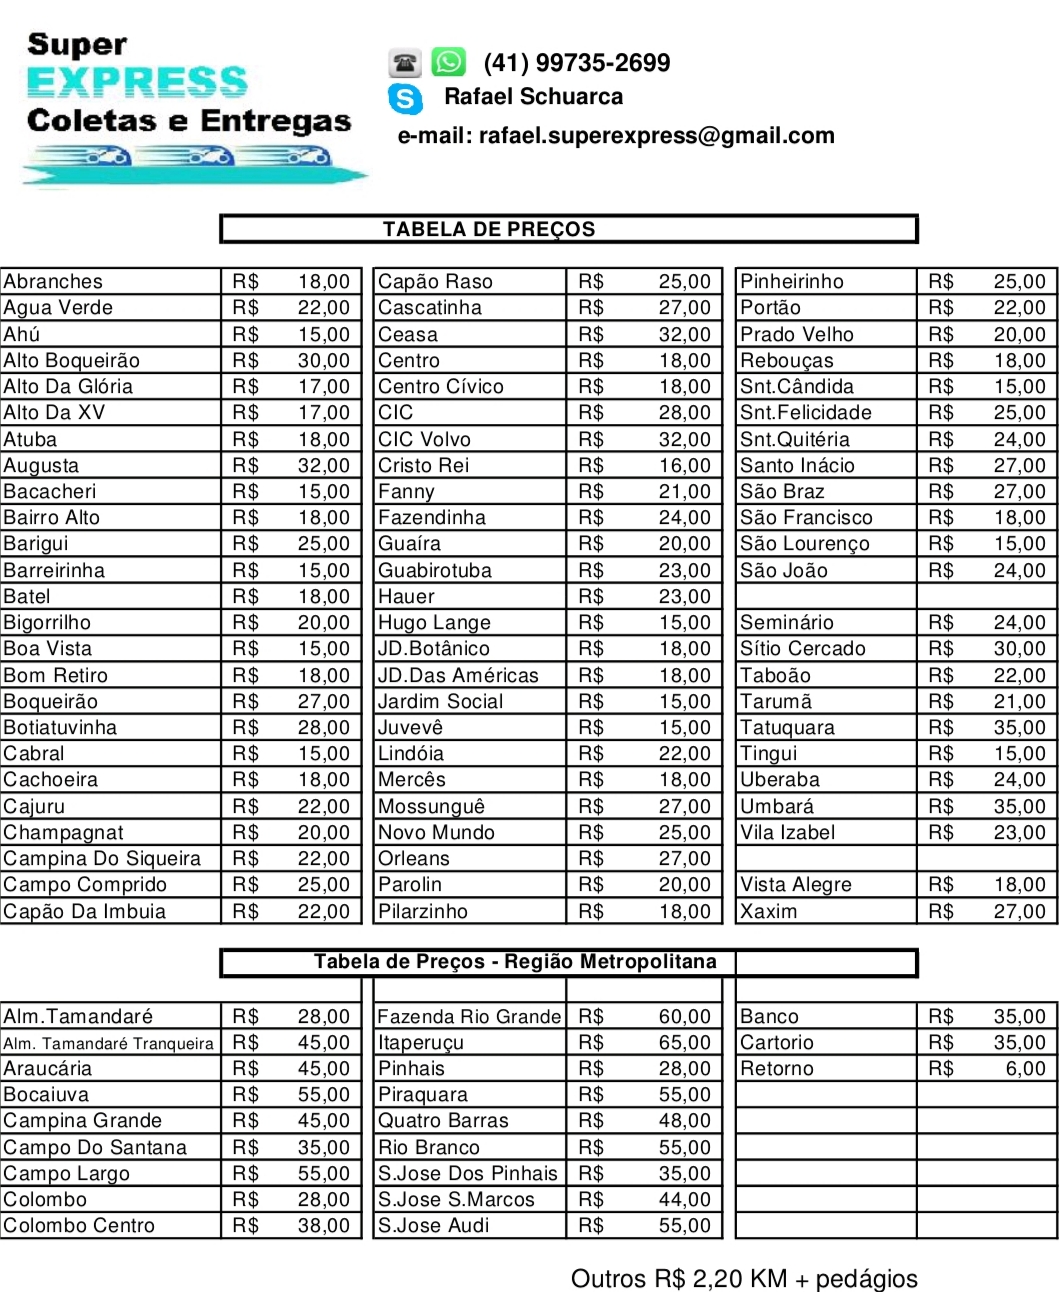 Super
EXPRESS
Coletas e Entregas
(41) 99735-2699
Rafael Schuarca
e-mail: rafael.superexpress@gmail.com
TABELA DE PREÇOS
Abranches R$ 18,00 Capão Raso R$ 25,00 Pinheirinho R$ 25,00
Agua Verde R$ 22,00 Cascatinha R$ 27,00 Portão R$ 22,00
Ahú R$ 15,00 Ceasa R$ 32,00 Prado Velho R$ 20,00
Alto Boqueirão R$ 30,00 Centro R$ 18,00 Rebouças R$ 18,00
Alto Da Glória R$ 17,00 Centro Cívico R$ 18,00 Snt.Cândida R$ 15,00
Alto Da XV R$ 17,00 CIC R$ 28,00 Snt.Felicidade R$ 25,00
Atuba R$ 18,00 CIC Volvo R$ 32,00 Snt.Quitéria R$ 24,00
Augusta R$ 32,00 Cristo Rei R$ 16,00 Santo Inácio R$ 27,00
Bacacheri R$ 15,00 Fanny R$ 21,00 São Braz R$ 27,00
Bairro Alto R$ 18,00 Fazendinha R$ 24,00 São Francisco R$ 18,00
Barigui R$ 25,00 Guaíra R$ 20,00 São Lourenço R$ 15,00
Barreirinha R$ 15,00 Guabirotuba R$ 23,00 São João R$ 24,00
Batel R$ 18,00 Hauer R$ 23,00
Bigorrilho R$ 20,00 Hugo Lange R$ 15,00 Seminário R$ 24,00
Boa Vista R$ 15,00 JD.Botânico R$ 18,00 Sítio Cercado R$ 30,00
Bom Retiro R$ 18,00 JD.Das Américas R$ 18,00 Taboão R$ 22,00
Boqueirão R$ 27,00 Jardim Social R$ 15,00 Tarumã R$ 21,00
Botiatuvinha R$ 28,00 Juvevê R$ 15,00 Tatuquara R$ 35,00
Cabral R$ 15,00 Lindóia R$ 22,00 Tingui R$ 15,00
Cachoeira R$ 18,00 Mercês R$ 18,00 Uberaba R$ 24,00
Cajuru R$ 22,00 Mossunguê R$ 27,00 Umbará R$ 35,00
Champagnat R$ 20,00 Novo Mundo R$ 25,00 Vila Izabel R$ 23,00
Campina Do Siqueira R$ 22,00 Orleans R$ 27,00
Campo Comprido R$ 25,00 Parolin R$ 20,00 Vista Alegre R$ 18,00
Capão Da Imbuia R$ 22,00 Pilarzinho R$ 18,00 Xaxim R$ 27,00
Tabela de Preços - Região Metropolitana
Alm.Tamandaré R$ 28,00 Fazenda Rio Grande R$ 60,00 Banco R$ 35,00
Alm. Tamandaré Tranqueira R$ 45,00 Itaperuçu R$ 65,00 Cartorio R$ 35,00
Araucária R$ 45,00 Pinhais R$ 28,00 Retorno R$ 6,00
Bocaiuva R$ 55,00 Piraquara R$ 55,00
Campina Grande R$ 45,00 Quatro Barras R$ 48,00
Campo Do Santana R$ 35,00 Rio Branco R$ 55,00
Campo Largo R$ 55,00 S.Jose Dos Pinhais R$ 35,00
Colombo R$ 28,00 S.Jose S.Marcos R$ 44,00
Colombo Centro R$ 38,00 S.Jose Audi R$ 55,00
Outros R$ 2,20 KM + pedágios